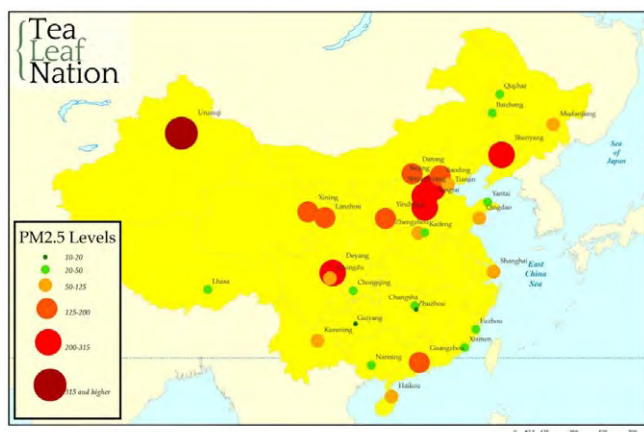 Tea
Leaf
Nation
Qiqihar
Baicheng
Mudanjiang
Urumqi
Shenyang
Sea
of
Japan
Datong
Baoding
Tianjin
Yantai
Xining
Lanzhou
Qingdao
Zhengzhou
Kaifeng
PM2.5 Levels
10-20
20-50
50-125
125-200
200-315
315 and higher
Deyang
Shanghai
East
China
Sea
Lhasa
Chongqing
Changsha
Zhuzhou
Guiyang
Kunming
Fuzhou
Xiamen
Guangzhou
Nanning
Haikou